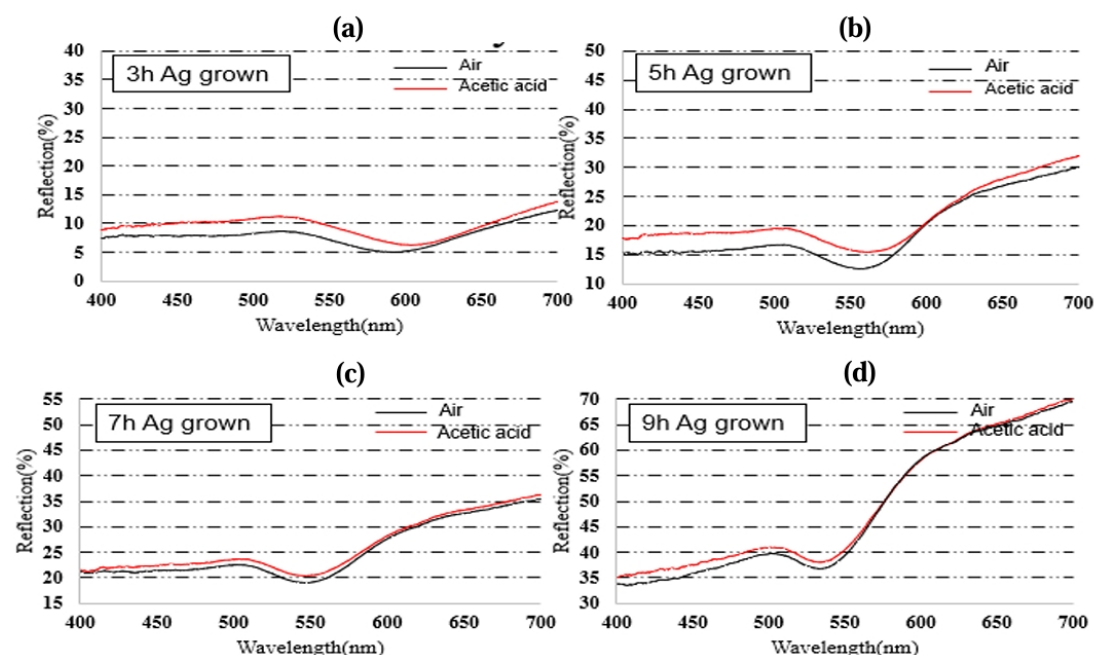 (a)
40
35
30
25
20
15
10
5
0
Reflection(%)
3h Ag grown
Air
Acetic acid
400 450 500 550 600 650 700
Wavelength(nm)
(b)
50
45
40
35
30
25
20
15
10
Reflection(%)
5h Ag grown
Air
Acetic acid
400 450 500 550 600 650 700
Wavelength(nm)
(c)
55
50
45
40
35
30
25
20
15
Reflection(%)
7h Ag grown
Air
Acetic acid
400 450 500 550 600 650 700
Wavelength(nm)
(d)
70
65
60
55
50
45
40
35
30
Reflection(%)
9h Ag grown
Air
Acetic acid
400 450 500 550 600 650 700
Wavelength(nm)